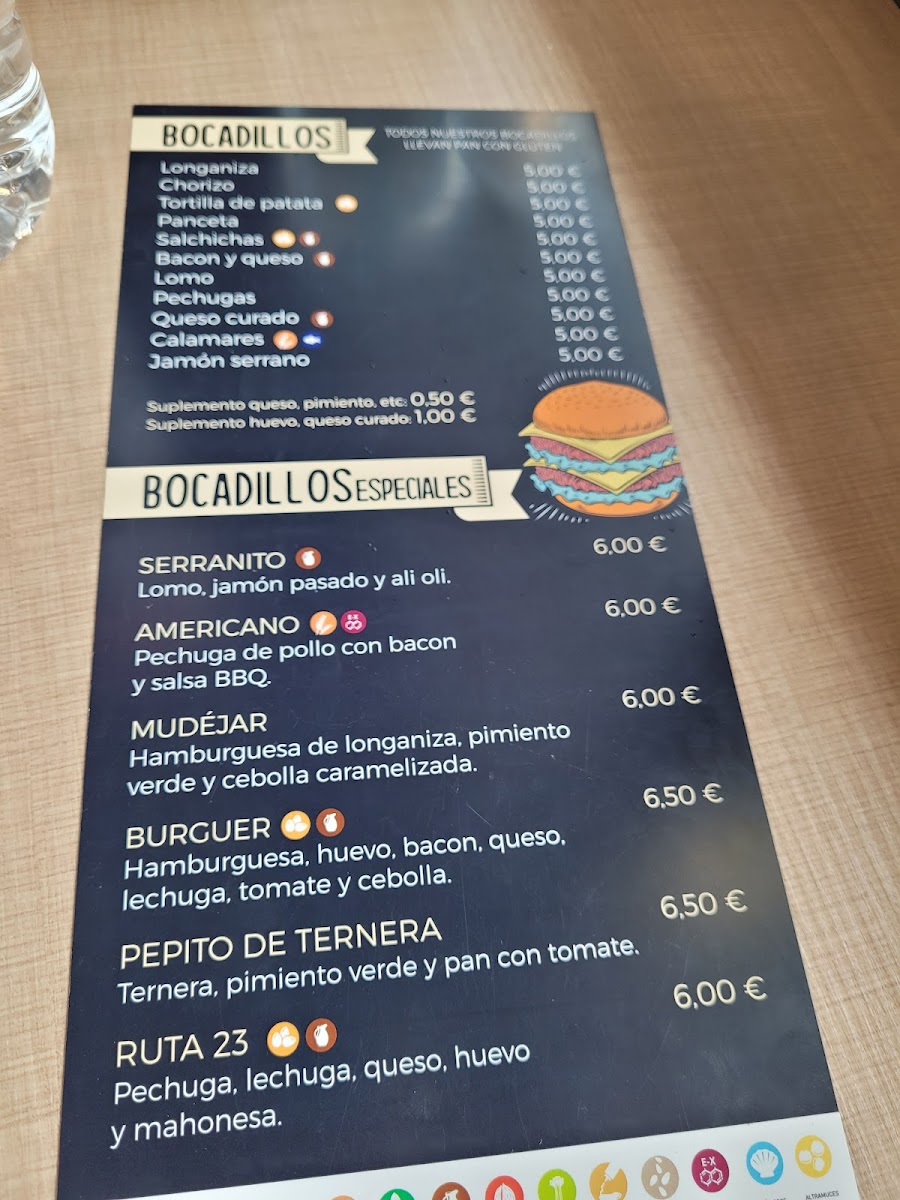 BOCADILLOS
TODOS NUESTROS BOCADILLOS
LLEVAN PAN CON GLUTEN
Longaniza 5,00 €
Chorizo 5,00 €
Tortilla de patata 5,00 €
Panceta 5,00 €
Salchichas 5,00 €
Bacon y queso 5,00 €
Lomo 5,00 €
Pechugas 5,00 €
Queso curado 5,00 €
Calamares 5,00 €
Jamón serrano 5,00 €
Suplemento queso, pimiento, etc: 0,50 €
Suplemento huevo, queso curado: 1,00 €
BOCADILLOS ESPECIALES
SERRANITO 6,00 €
Lomo, jamón pasado y ali oli.
AMERICANO E-X 6,00 €
Pechuga de pollo con bacon
y salsa BBQ.
MUDÉJAR 6,00 €
Hamburguesa de longaniza, pimiento
verde y cebolla caramelizada.
BURGUER 6,50 €
Hamburguesa, huevo, bacon, queso,
lechuga, tomate y cebolla.
PEPITO DE TERNERA 6,50 €
Ternera, pimiento verde y pan con tomate.
RUTA 23 6,00 €
Pechuga, lechuga, queso, huevo
y mahonesa.
E-X
ALTRAMUCES